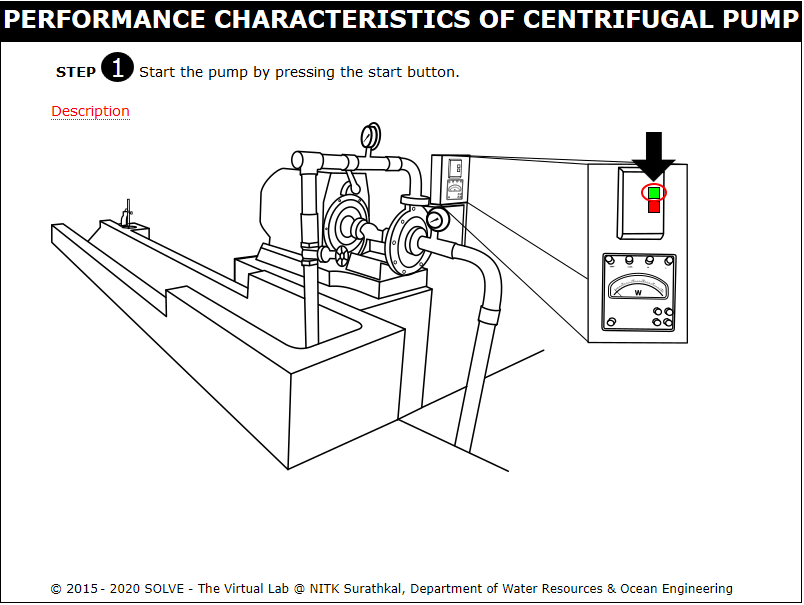 PERFORMANCE CHARACTERISTICS OF CENTRIFUGAL PUMP
STEP 1 Start the pump by pressing the start button.
Description
W
© 2015 - 2020 SOLVE - The Virtual Lab @ NITK Surathkal, Department of Water Resources & Ocean Engineering